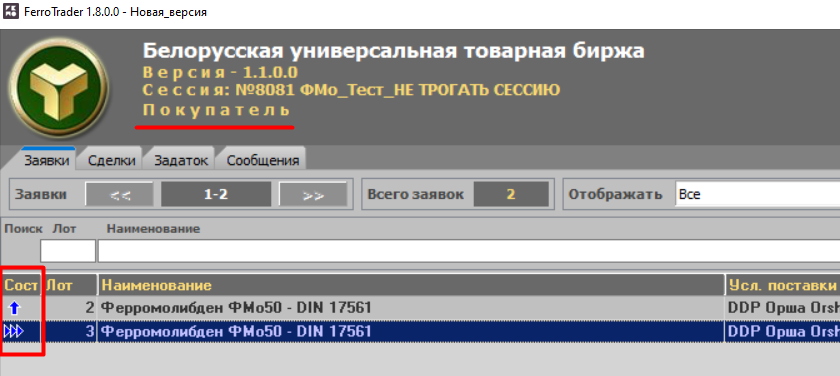 FerroTrader 1.8.0.0 - Новая_версия
Белорусская универсальная товарная биржа
Версия - 1.1.0.0
Сессия: №8081 ФМо_Тест_НЕ ТРОГАТЬ СЕССИЮ
Покупатель
Заявки Сделки Задаток Сообщения
Заявки << 1-2 >> Всего заявок 2 Отображать Все
Поиск Лот Наименование
Сост Лот Наименование Усл. поставки
2 Ферромолибден ФМо50 - DIN 17561 DDP Орша Orsh
3 Ферромолибден ФМо50 - DIN 17561 DDP Орша Orsh